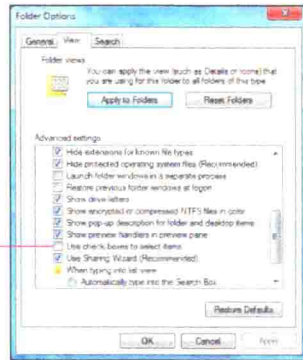 Folder Options
General View Search
Folder views
You can apply the view (such as Details or Icons) that
you are using for this folder to all folders of this type
Apply to Folders Reset Folders
Advanced settings
Hide extensions for known file types
Hide protected operating system files (Recommended)
Launch folder windows in a separate process
Restore previous folder windows at logon
Show drive letters
Show encrypted or compressed NTFS files in color
Show pop-up description for folder and desktop items
Show preview handlers in preview pane
Use check boxes to select items
Use Sharing Wizard (Recommended)
When typing into list view
Automatically type into the Search Box
Restore Defaults
OK Cancel Apply